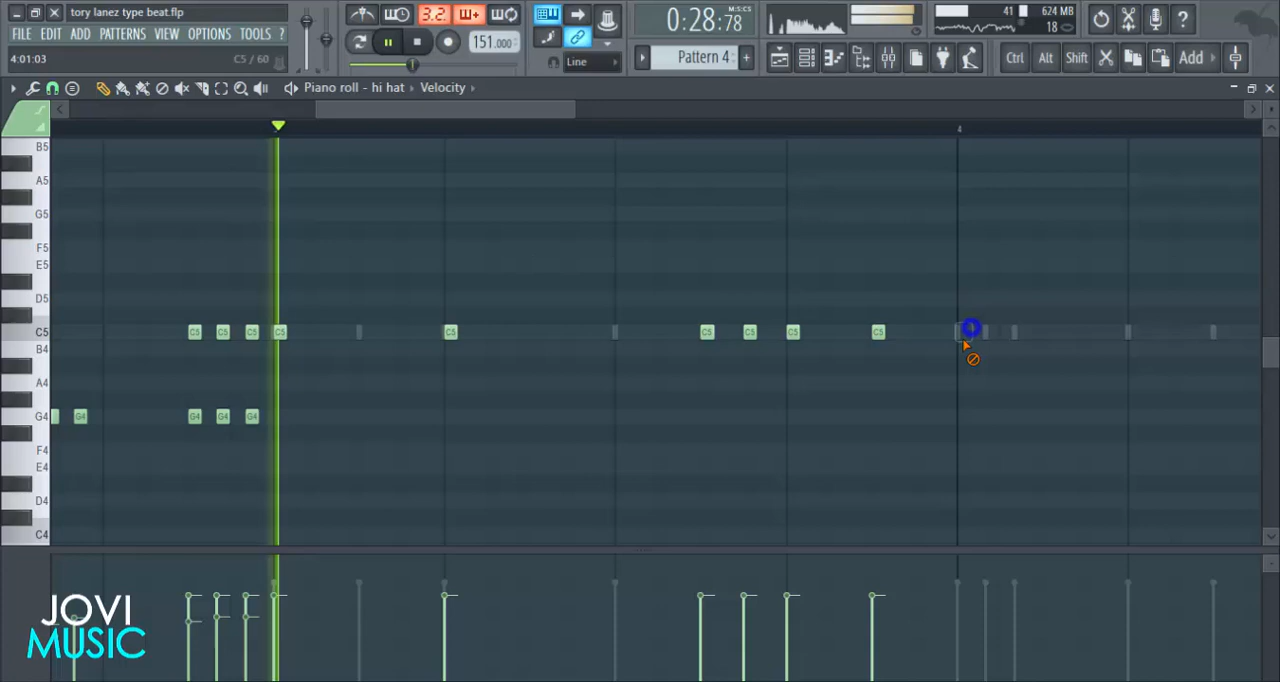 tory lanez type beat.flp
FILE EDIT ADD PATTERNS VIEW OPTIONS TOOLS ?
4:01:03 C5 / 60
3.2
151.000
Line
0:28:78
M:S:CS
Pattern 4
41 624 MB
18
Ctrl Alt Shift Add
Piano roll - hi hat Velocity
4
B5
A5
G5
F5
E5
D5
C5
B4
A4
G4
F4
E4
D4
C4
C5 C5 C5 C5 C5 C5 C5 C5 C5
G4 G4 G4 G4
JOVI
MUSIC